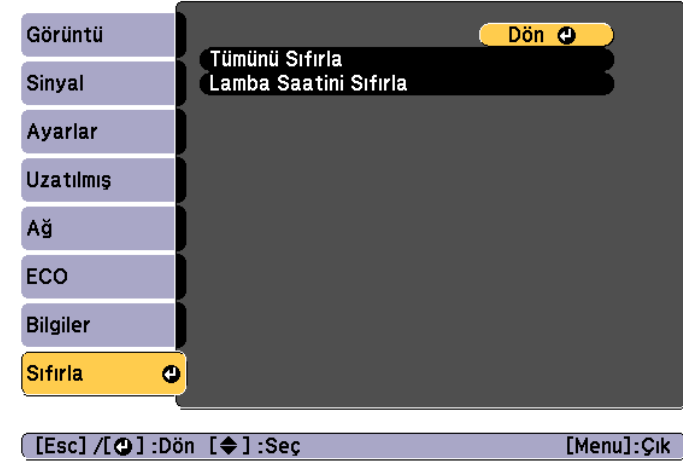 Görüntü
Sinyal
Ayarlar
Uzatılmış
Ağ
ECO
Bilgiler
Sıfırla
Dön
Tümünü Sıfırla
Lamba Saatini Sıfırla
[Esc] /[ ] :Dön [ ] :Seç [Menu]:Çık